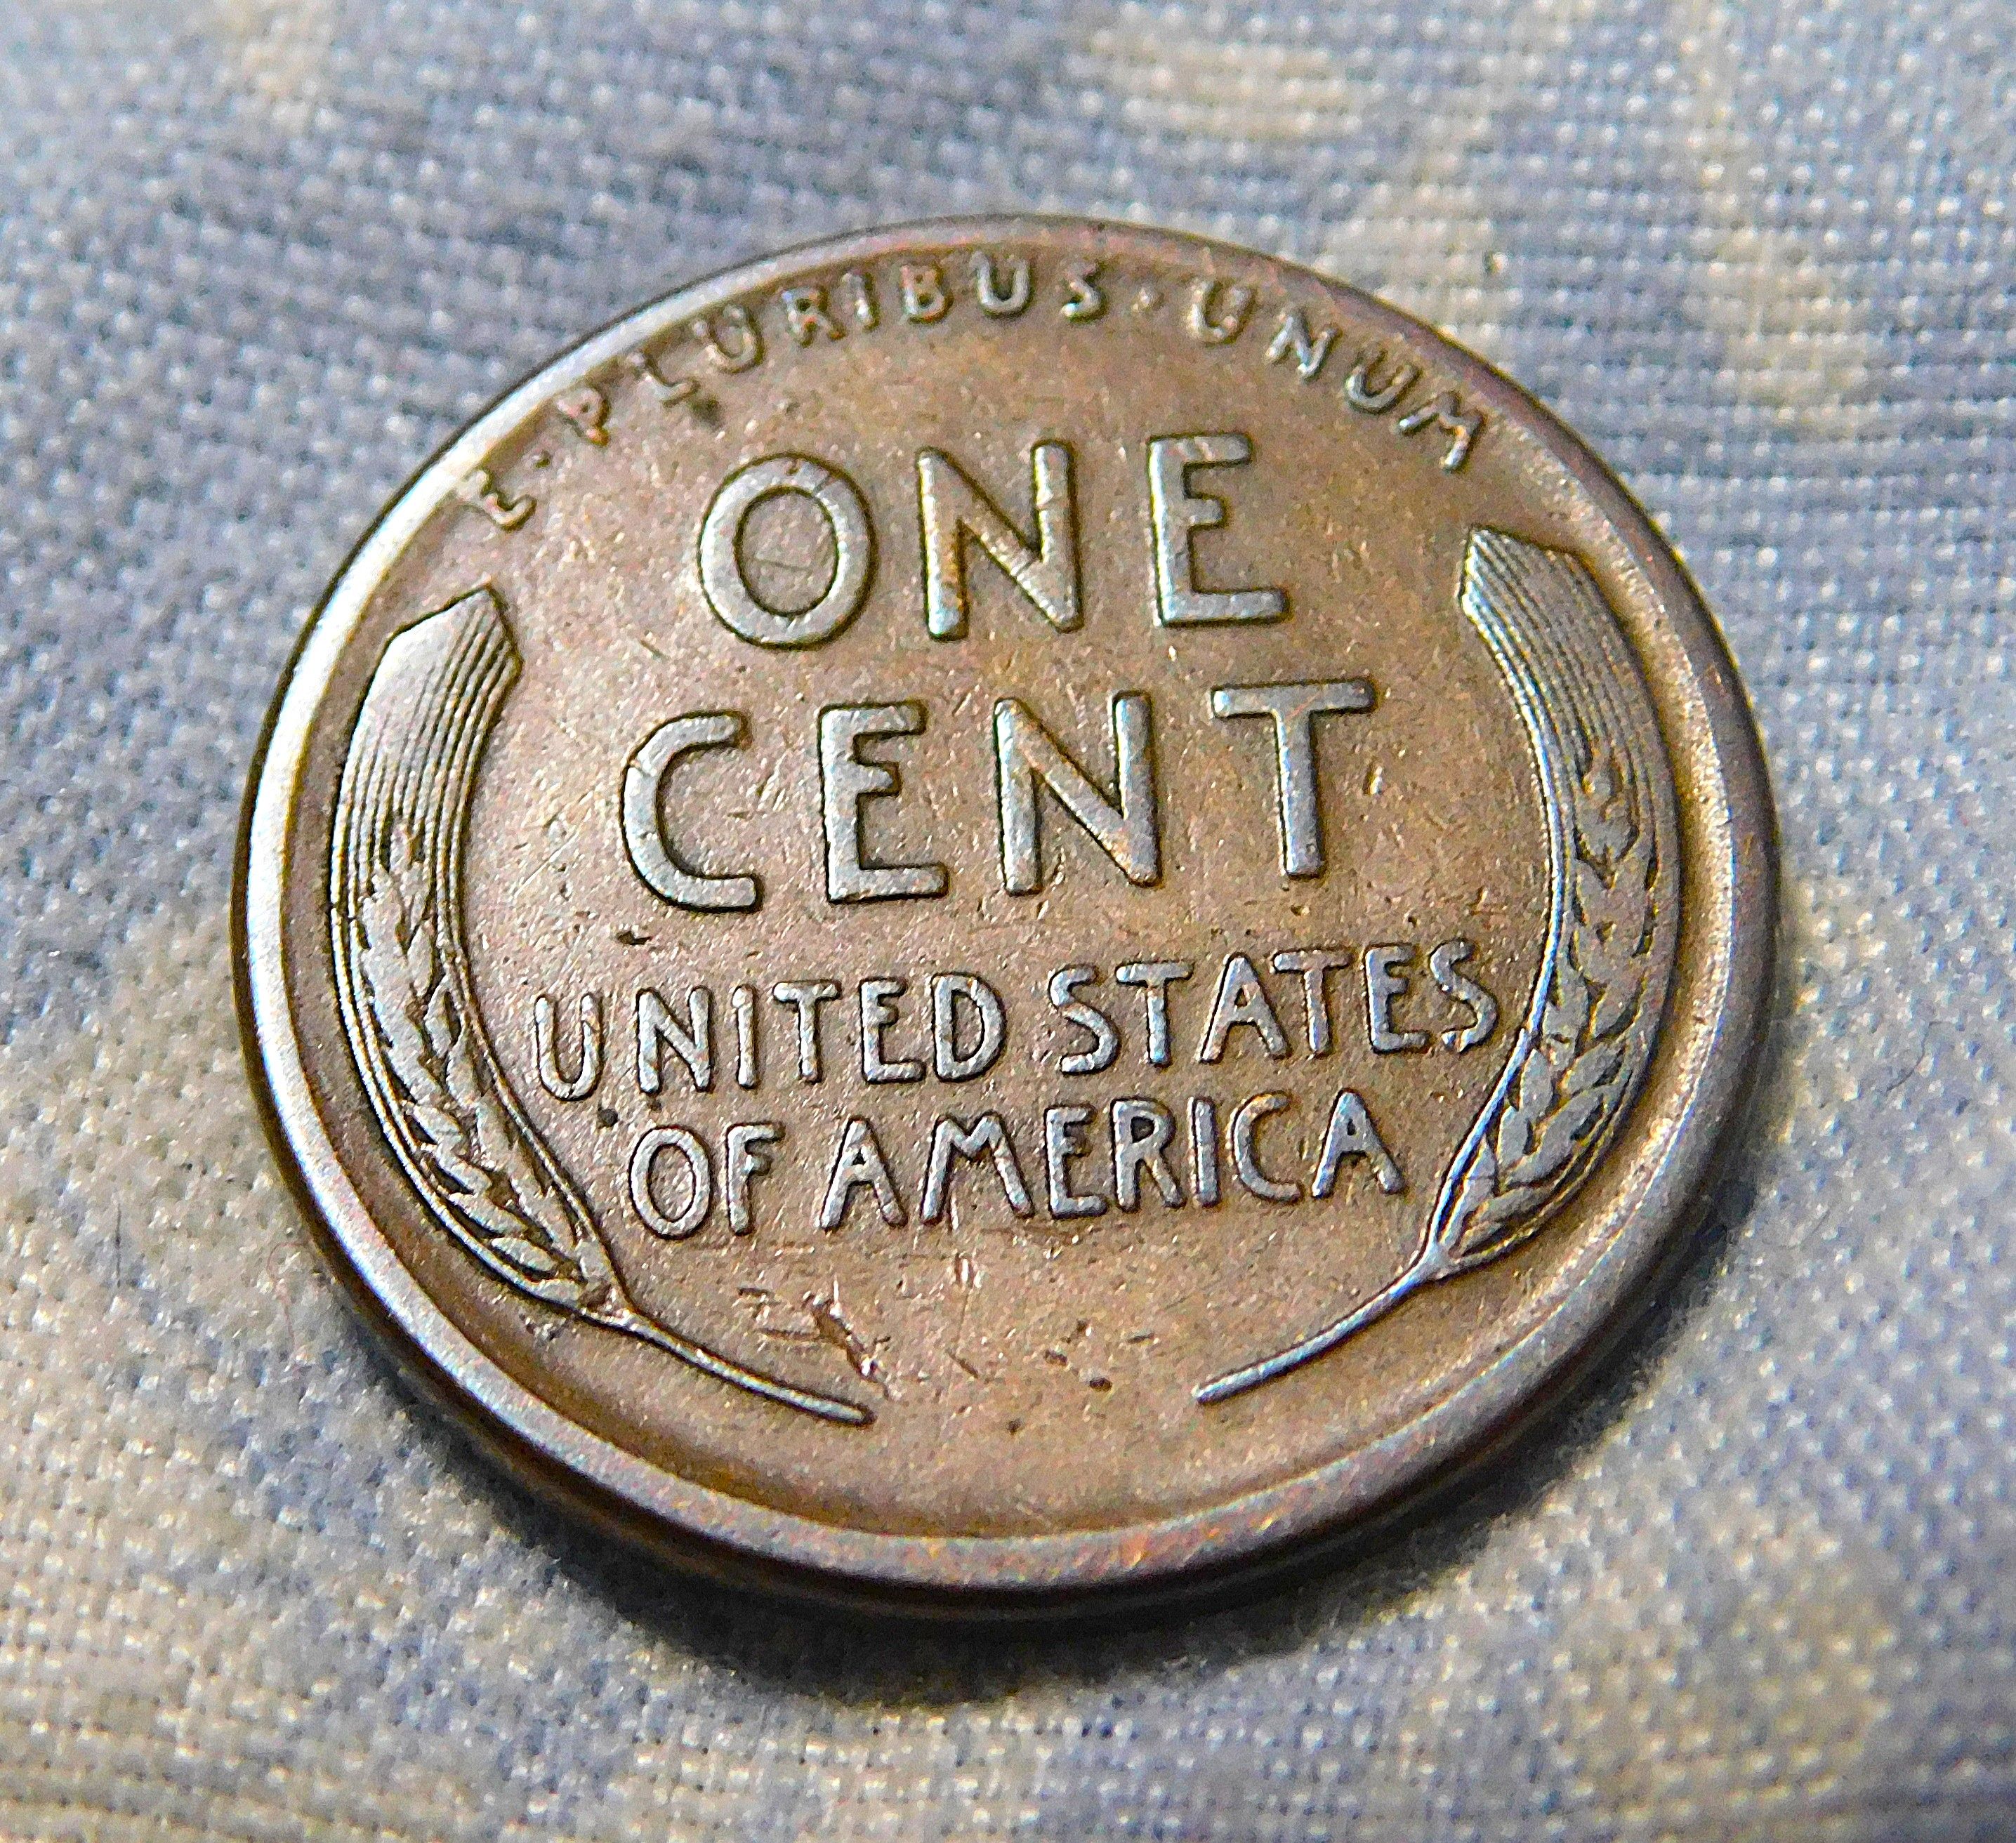 E·PLURIBUS·UNUM
ONE
CENT
UNITED STATES
OF AMERICA